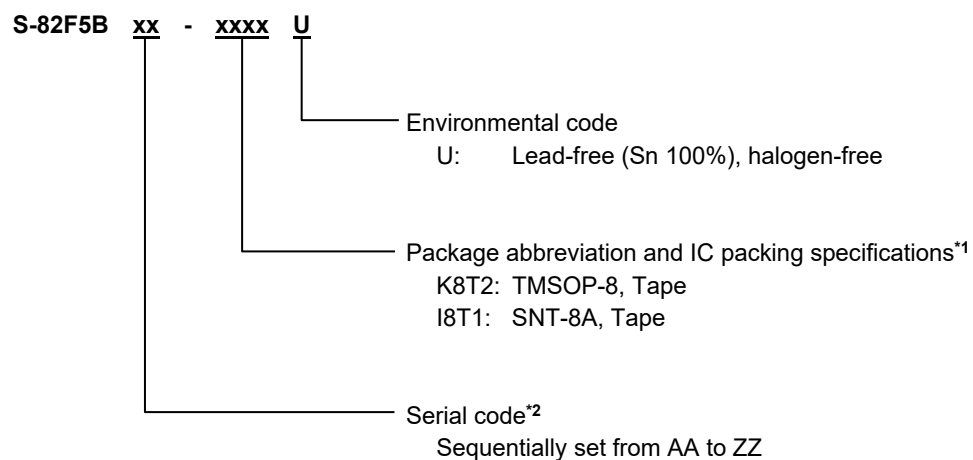 S-82F5B xx - xxxx U
Environmental code
U: Lead-free (Sn 100%), halogen-free
Package abbreviation and IC packing specifications*1
K8T2: TMSOP-8, Tape
I8T1: SNT-8A, Tape
Serial code*2
Sequentially set from AA to ZZ